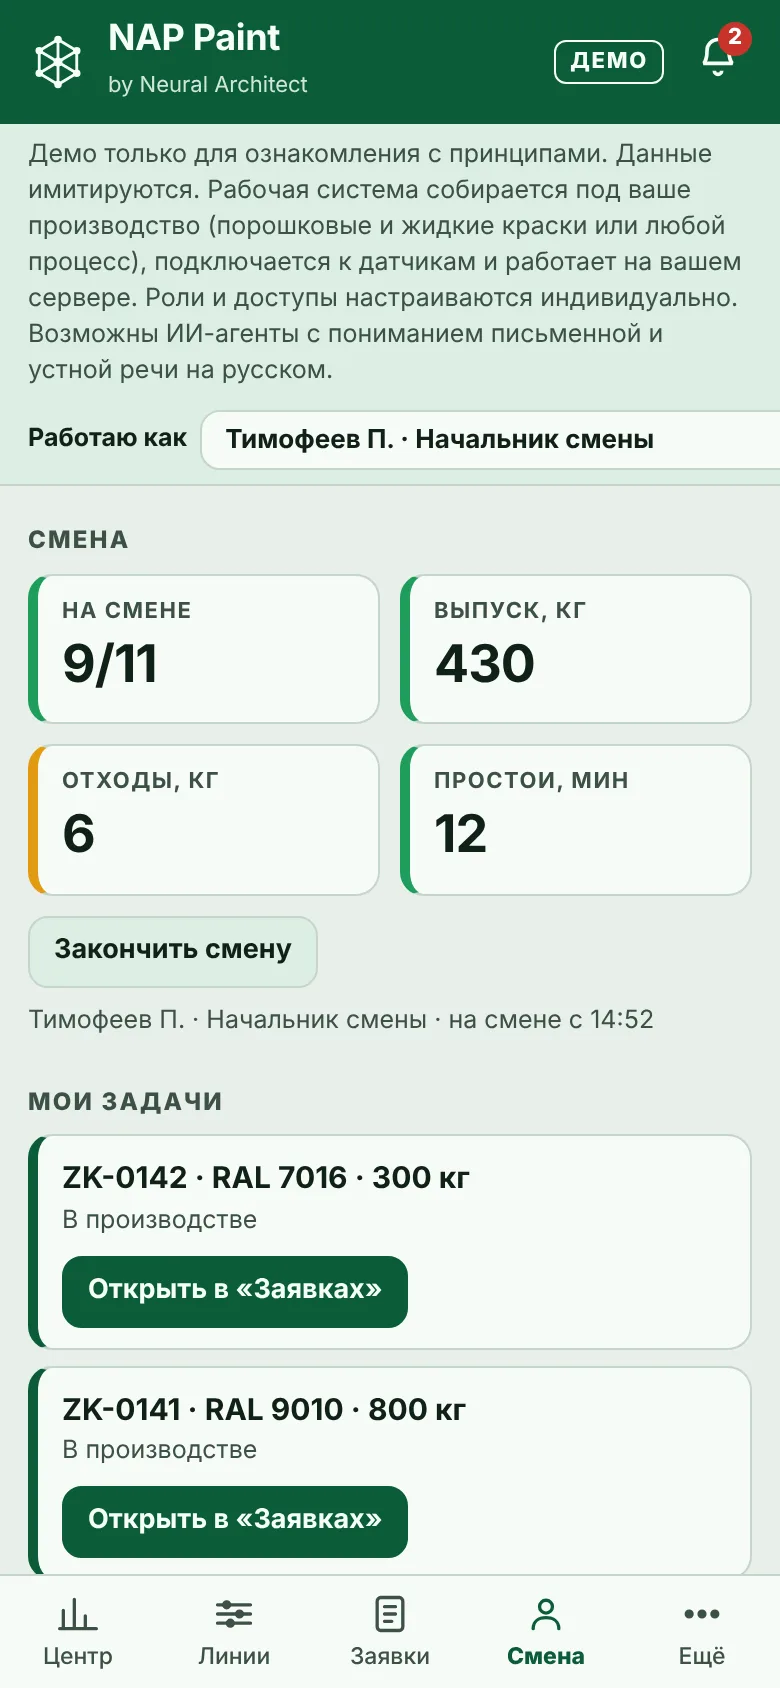 NAP Paint
by Neural Architect
ДЕМО
2
Демо только для ознакомления с принципами. Данные
имитируются. Рабочая система собирается под ваше
производство (порошковые и жидкие краски или любой
процесс), подключается к датчикам и работает на вашем
сервере. Роли и доступы настраиваются индивидуально.
Возможны ИИ-агенты с пониманием письменной и
устной речи на русском.
Работаю как
Тимофеев П. · Начальник смены
СМЕНА
НА СМЕНЕ
9/11
ВЫПУСК, КГ
430
ОТХОДЫ, КГ
6
ПРОСТОИ, МИН
12
Закончить смену
Тимофеев П. · Начальник смены · на смене с 14:52
МОИ ЗАДАЧИ
ZK-0142 · RAL 7016 · 300 кг
В производстве
Открыть в «Заявках»
ZK-0141 · RAL 9010 · 800 кг
В производстве
Открыть в «Заявках»
Центр
Линии
Заявки
Смена
Ещё